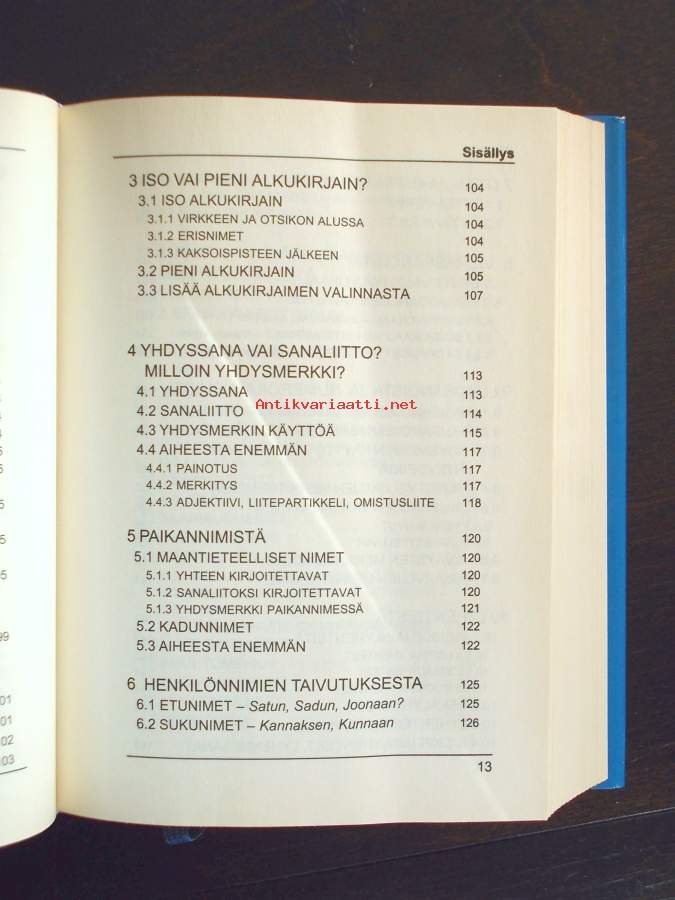 Sisällys
3 ISO VAI PIENI ALKUKIRJAIN? 104
3.1 ISO ALKUKIRJAIN 104
3.1.1 VIRKKEEN JA OTSIKON ALUSSA 104
3.1.2 ERISNIMET 104
3.1.3 KAKSOISPISTEEN JÄLKEEN 105
3.2 PIENI ALKUKIRJAIN 105
3.3 LISÄÄ ALKUKIRJAIMEN VALINNASTA 107
4 YHDYSSANA VAI SANALIITTO?
MILLOIN YHDYSMERKKI? 113
4.1 YHDYSSANA 113
Antikvariaatti.net
4.2 SANALIITTO 114
4.3 YHDYSMERKIN KÄYTTÖÄ 115
4.4 AIHEESTA ENEMMÄN 117
4.4.1 PAINOTUS 117
4.4.2 MERKITYS 117
4.4.3 ADJEKTIIVI, LIITEPARTIKKELI, OMISTUSLIITE 118
5 PAIKANNIMISTÄ 120
5.1 MAANTIETEELLISET NIMET 120
5.1.1 YHTEEN KIRJOITETTAVAT 120
5.1.2 SANALIITOKSI KIRJOITETTAVAT 120
5.1.3 YHDYSMERKKI PAIKANNIMESSÄ 121
5.2 KADUNNIMET 122
5.3 AIHEESTA ENEMMÄN 122
6 HENKILÖNNIMIEN TAIVUTUKSESTA 125
6.1 ETUNIMET – Satun, Sadun, Joonaan? 125
6.2 SUKUNIMET – Kannaksen, Kunnaan 126
13